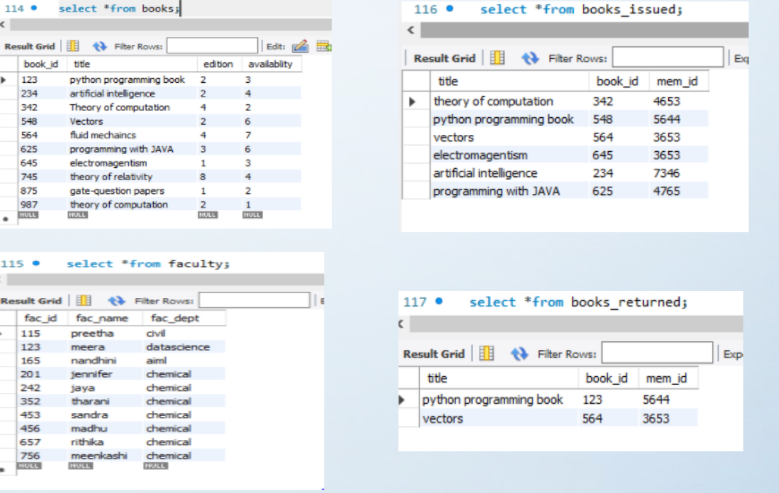 114 select *from books;
Result Grid Filter Rows: Edit:
book_id title edition availablity
123 python programming book 2 3
234 artificial intelligence 2 4
342 Theory of computation 4 2
548 Vectors 2 6
564 fluid mechaincs 4 7
625 programming with JAVA 3 6
645 electromagentism 1 3
745 theory of relativity 8 4
875 gate-question papers 1 2
987 theory of computation 2 1
NULL NULL NULL NULL
116 select *from books_issued;
Result Grid Filter Rows: Exp
title book_id mem_id
theory of computation 342 4653
python programming book 548 5644
vectors 564 3653
electromagentism 645 3653
artificial intelligence 234 7346
programming with JAVA 625 4765
115 select *from faculty;
Result Grid Filter Rows:
fac_id fac_name fac_dept
115 preetha civil
123 meera datascience
165 nandhini aiml
201 jennifer chemical
242 jaya chemical
352 tharani chemical
453 sandra chemical
456 madhu chemical
657 rithika chemical
756 meenkashi chemical
NULL NULL NULL
117 select *from books_returned;
Result Grid Filter Rows: Expo
title book_id mem_id
python programming book 123 5644
vectors 564 3653